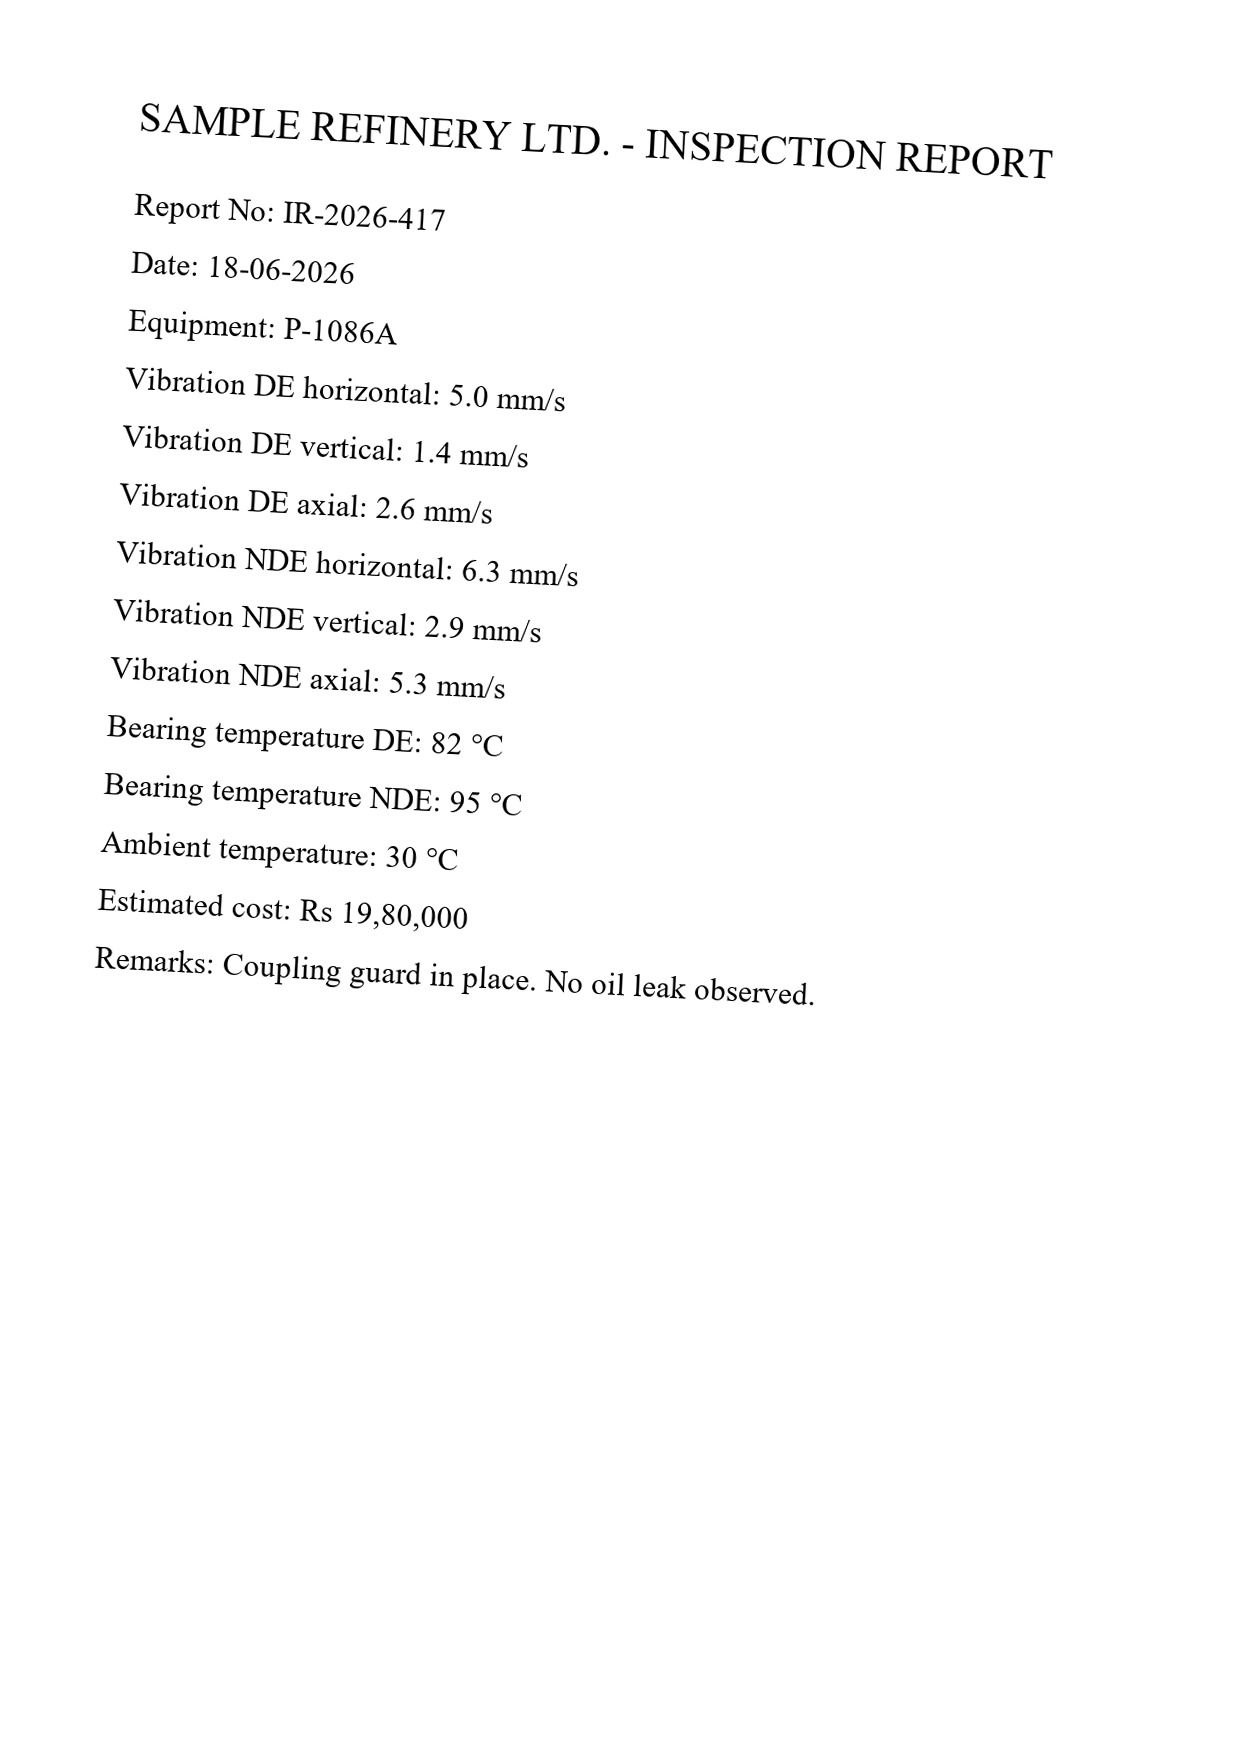 SAMPLE REFINERY LTD. - INSPECTION REPORT
Report No: IR-2026-417
Date: 18-06-2026
Equipment: P-1086A
Vibration DE horizontal: 5.0 mm/s
Vibration DE vertical: 1.4 mm/s
Vibration DE axial: 2.6 mm/s
Vibration NDE horizontal: 6.3 mm/s
Vibration NDE vertical: 2.9 mm/s
Vibration NDE axial: 5.3 mm/s
Bearing temperature DE: 82 °C
Bearing temperature NDE: 95 °C
Ambient temperature: 30 °C
Estimated cost: Rs 19,80,000
Remarks: Coupling guard in place. No oil leak observed.